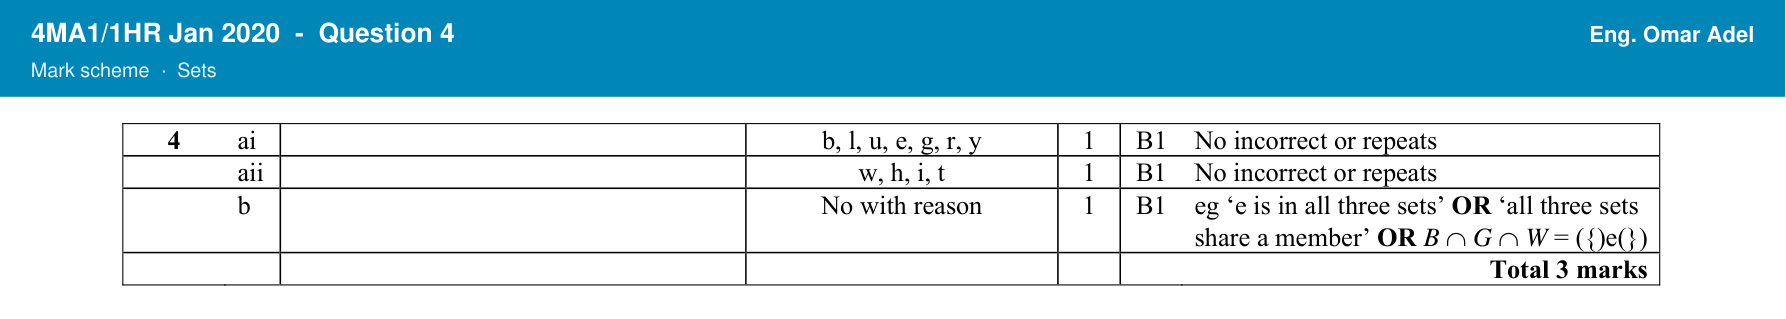 4MA1/1HR Jan 2020 - Question 4
Eng. Omar Adel
Mark scheme · Sets
4 ai b, l, u, e, g, r, y 1 B1 No incorrect or repeats
aii w, h, i, t 1 B1 No incorrect or repeats
b No with reason 1 B1 eg ‘e is in all three sets’ OR ‘all three sets
share a member’ OR B ∩ G ∩ W = ({)e(})
Total 3 marks